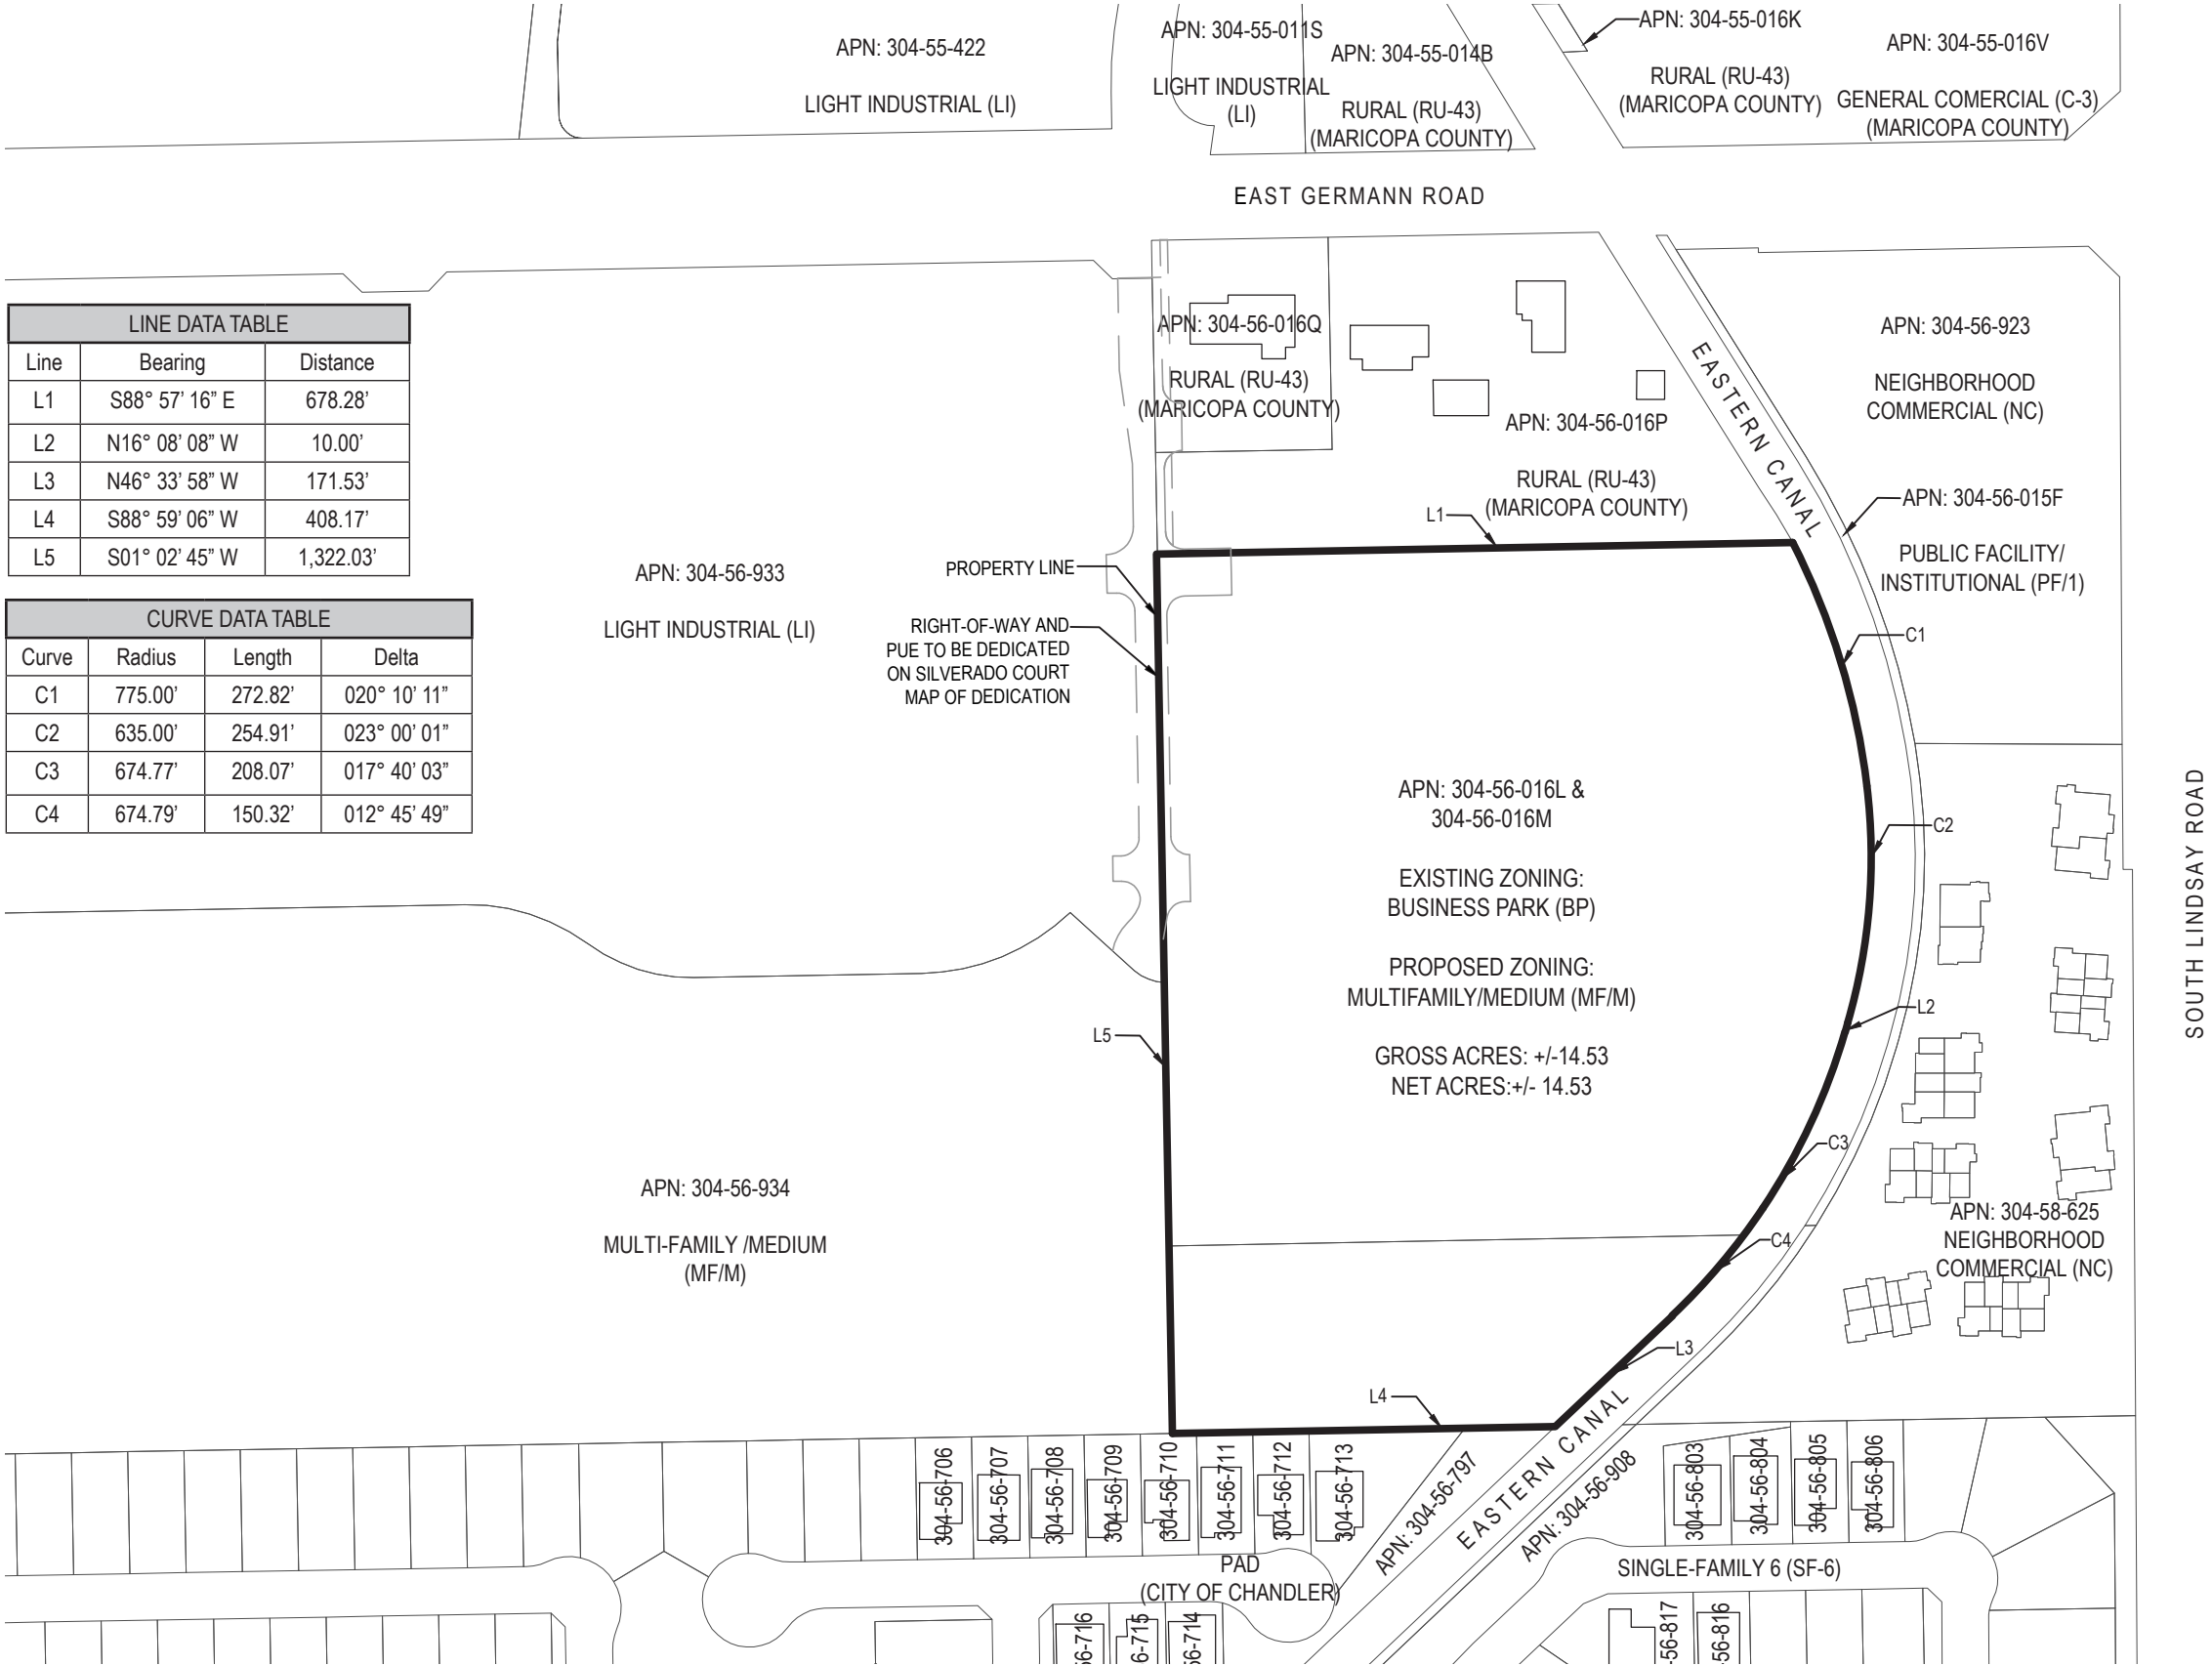 APN: 304-55-422
LIGHT INDUSTRIAL (LI)
APN: 304-55-011S
LIGHT INDUSTRIAL
(LI)
APN: 304-55-014B
RURAL (RU-43)
(MARICOPA COUNTY)
APN: 304-55-016K
RURAL (RU-43)
(MARICOPA COUNTY)
APN: 304-55-016V
GENERAL COMERCIAL (C-3)
(MARICOPA COUNTY)
EAST GERMANN ROAD
LINE DATA TABLE
Line Bearing Distance
L1 S88° 57' 16” E 678.28'
L2 N16° 08' 08” W 10.00'
L3 N46° 33' 58” W 171.53'
L4 S88° 59' 06” W 408.17'
L5 S01° 02' 45” W 1,322.03'
CURVE DATA TABLE
Curve Radius Length Delta
C1 775.00' 272.82' 020° 10' 11”
C2 635.00' 254.91' 023° 00' 01”
C3 674.77' 208.07' 017° 40' 03”
C4 674.79' 150.32' 012° 45' 49”
APN: 304-56-016Q
RURAL (RU-43)
(MARICOPA COUNTY)
APN: 304-56-016P
RURAL (RU-43)
(MARICOPA COUNTY)
EASTERN CANAL
APN: 304-56-923
NEIGHBORHOOD
COMMERCIAL (NC)
APN: 304-56-015F
PUBLIC FACILITY/
INSTITUTIONAL (PF/1)
L1
APN: 304-56-933
LIGHT INDUSTRIAL (LI)
PROPERTY LINE
RIGHT-OF-WAY AND
PUE TO BE DEDICATED
ON SILVERADO COURT
MAP OF DEDICATION
C1
APN: 304-56-016L &
304-56-016M
EXISTING ZONING:
BUSINESS PARK (BP)
PROPOSED ZONING:
MULTIFAMILY/MEDIUM (MF/M)
GROSS ACRES: +/-14.53
NET ACRES:+/- 14.53
C2
SOUTH LINDSAY ROAD
L2
L5
C3
APN: 304-56-934
MULTI-FAMILY /MEDIUM
(MF/M)
APN: 304-58-625
NEIGHBORHOOD
COMMERCIAL (NC)
C4
L3
L4
304-56-706
304-56-707
304-56-708
304-56-709
304-56-710
304-56-711
304-56-712
304-56-713
APN: 304-56-797
EASTERN CANAL
APN: 304-56-908
304-56-803
304-56-804
304-56-805
304-56-806
PAD
(CITY OF CHANDLER)
SINGLE-FAMILY 6 (SF-6)
6-716
6-715
56-714
-56-817
56-816